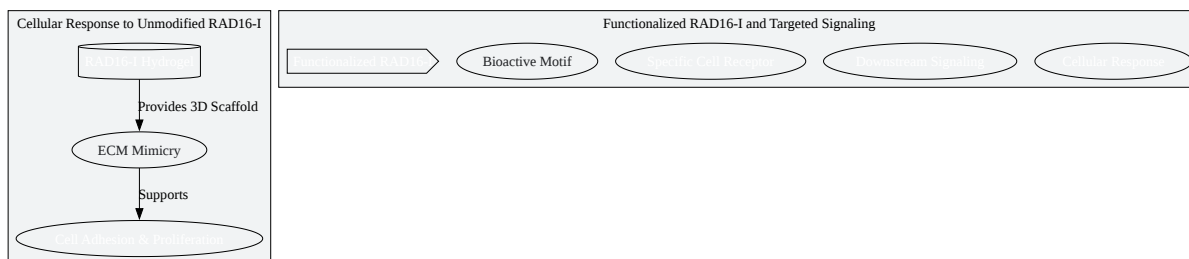 Cellular Response to Unmodified RAD16-I
RAD16-I Hydrogel
Provides 3D Scaffold
ECM Mimicry
Supports
Cell Adhesion & Proliferation
Functionalized RAD16-I and Targeted Signaling
Functionalized RAD16-I
Bioactive Motif
Specific Cell Receptor
Downstream Signaling
Cellular Response